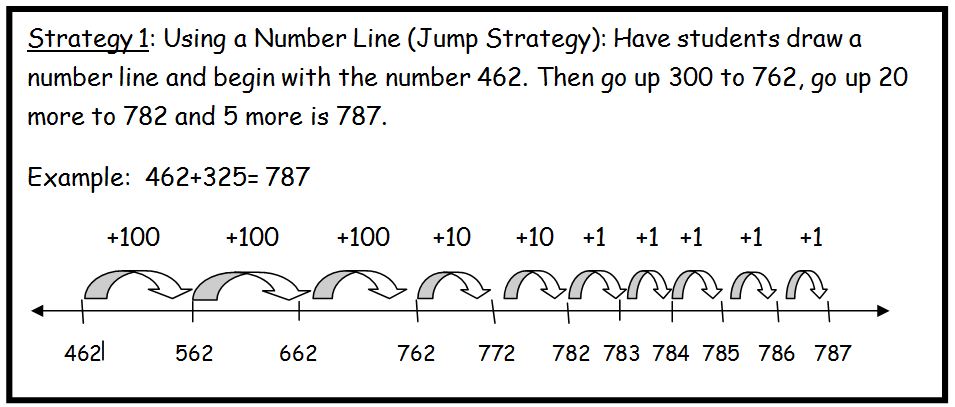 Strategy 1: Using a Number Line (Jump Strategy): Have students draw a
number line and begin with the number 462. Then go up 300 to 762, go up 20
more to 782 and 5 more is 787.
Example: 462+325= 787
+100 +100 +100 +10 +10 +1 +1 +1 +1 +1
462 562 662 762 772 782 783 784 785 786 787